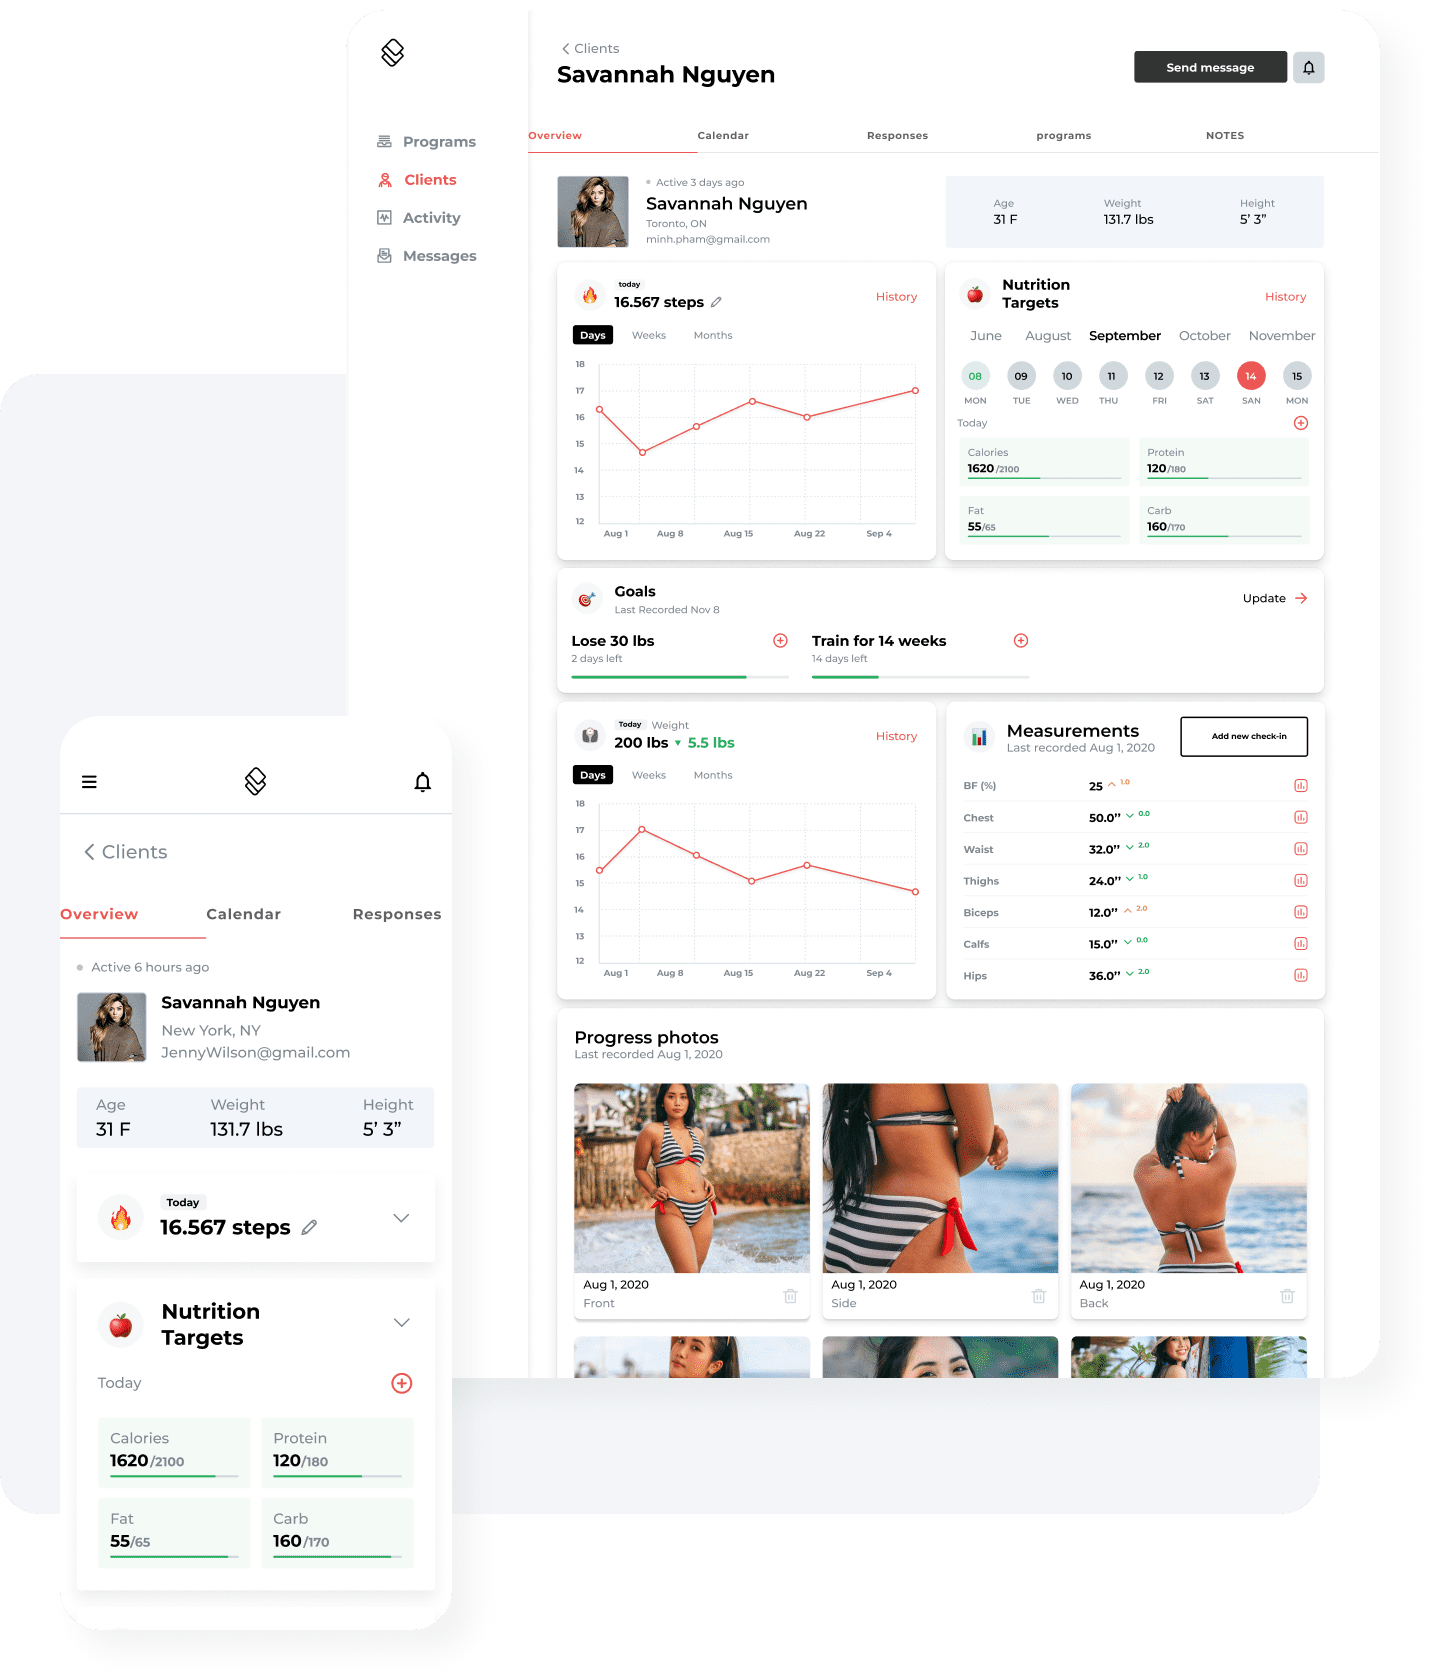 Clients
Savannah Nguyen
Send message
Programs
Clients
Activity
Messages
Overview
Calendar
Responses
programs
NOTES
Active 3 days ago
Savannah Nguyen
Toronto, ON
minh.pham@gmail.com
Age
31 F
Weight
131.7 lbs
Height
5’ 3”
today
16.567 steps
History
Days
Weeks
Months
18
17
16
15
14
13
12
Aug 1
Aug 8
Aug 15
Aug 22
Sep 4
Nutrition
Targets
History
June
August
September
October
November
08
09
10
11
12
13
14
15
MON
TUE
WED
THU
FRI
SAT
SAN
MON
Today
Calories
1620/2100
Protein
120/180
Fat
55/65
Carb
160/170
Goals
Last Recorded Nov 8
Update
Lose 30 lbs
2 days left
Train for 14 weeks
14 days left
Today Weight
200 lbs 5.5 lbs
History
Days
Weeks
Months
18
17
16
15
14
13
12
Aug 1
Aug 8
Aug 15
Aug 22
Sep 4
Measurements
Last recorded Aug 1, 2020
Add new check-in
BF (%)
25 1.0
Chest
50.0’’ 0.0
Waist
32.0’’ 2.0
Thighs
24.0’’ 1.0
Biceps
12.0’’ 2.0
Calfs
15.0’’ 0.0
Hips
36.0’’ 2.0
Progress photos
Last recorded Aug 1, 2020
Aug 1, 2020
Front
Aug 1, 2020
Side
Aug 1, 2020
Back
Clients
Overview
Calendar
Responses
Active 6 hours ago
Savannah Nguyen
New York, NY
JennyWilson@gmail.com
Age
31 F
Weight
131.7 lbs
Height
5’ 3”
Today
16.567 steps
Nutrition
Targets
Today
Calories
1620/2100
Protein
120/180
Fat
55/65
Carb
160/170